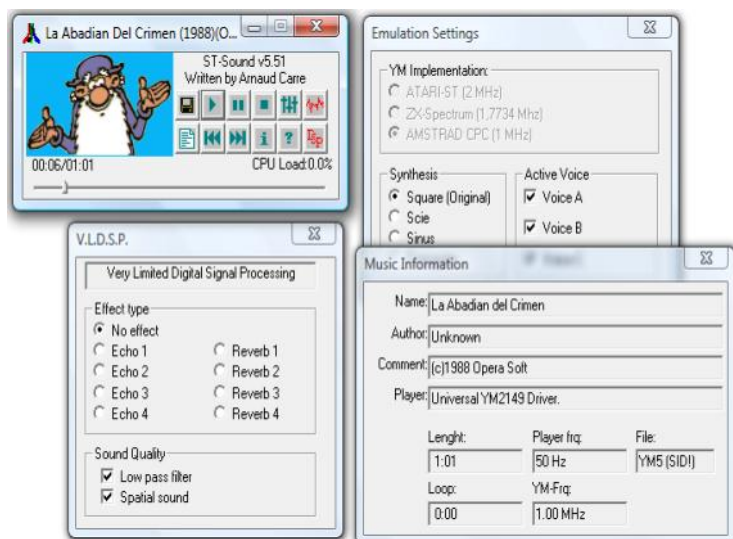 La Abadian Del Crimen (1988)(O...
ST-Sound v5.51
Written by Arnaud Carre
00:06/01:01
CPU Load:0.0%
Emulation Settings
YM Implementation:
ATARI-ST (2 MHz)
ZX-Spectrum (1,7734 Mhz)
AMSTRAD CPC (1 MHz)
Synthesis
Square (Original)
Scie
Sinus
Active Voice
Voice A
Voice B
V.L.D.S.P.
Very Limited Digital Signal Processing
Effect type
No effect
Echo 1
Reverb 1
Echo 2
Reverb 2
Echo 3
Reverb 3
Echo 4
Reverb 4
Sound Quality
Low pass filter
Spatial sound
Music Information
Name: La Abadian del Crimen
Author: Unknown
Comment: (c)1988 Opera Soft
Player: Universal YM2149 Driver.
Lenght:
Player frq:
File:
1:01
50 Hz
YM5 (SID!)
Loop:
YM-Frq:
0:00
1.00 MHz